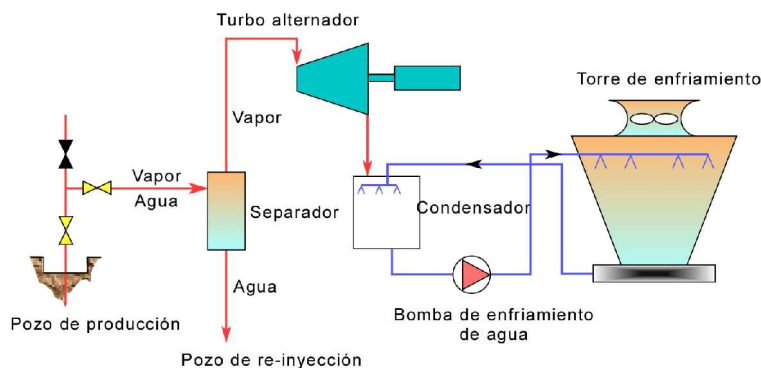 Turbo alternador
Torre de enfriamiento
Vapor
Vapor
Agua
Separador
Condensador
Agua
Pozo de producción
Bomba de enfriamiento
de agua
Pozo de re-inyección